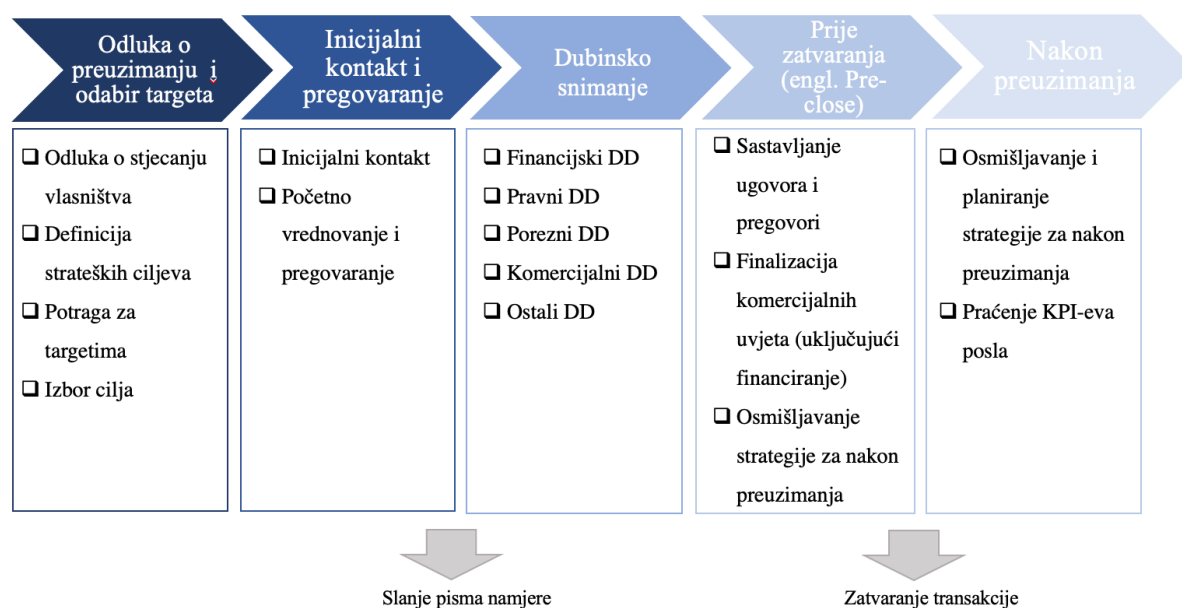 Odluka o
preuzimanju i
odabir targeta
Inicijalni
kontakt i
pregovaranje
Dubinsko
snimanje
Prije
zatvaranja
(engl. Pre-
close)
Nakon
preuzimanja
Odluka o stjecanju
vlasništva
Definicija
strateških ciljeva
Potraga za
targetima
Izbor cilja
Inicijalni kontakt
Početno
vrednovanje i
pregovaranje
Financijski DD
Pravni DD
Porezni DD
Komercijalni DD
Ostali DD
Sastavljanje
ugovora i
pregovori
Finalizacija
komercijalnih
uvjeta (uključujući
financiranje)
Osmišljavanje
strategije za nakon
preuzimanja
Osmišljavanje i
planiranje
strategije za nakon
preuzimanja
Praćenje KPI-eva
posla
Slanje pisma namjere
Zatvaranje transakcije